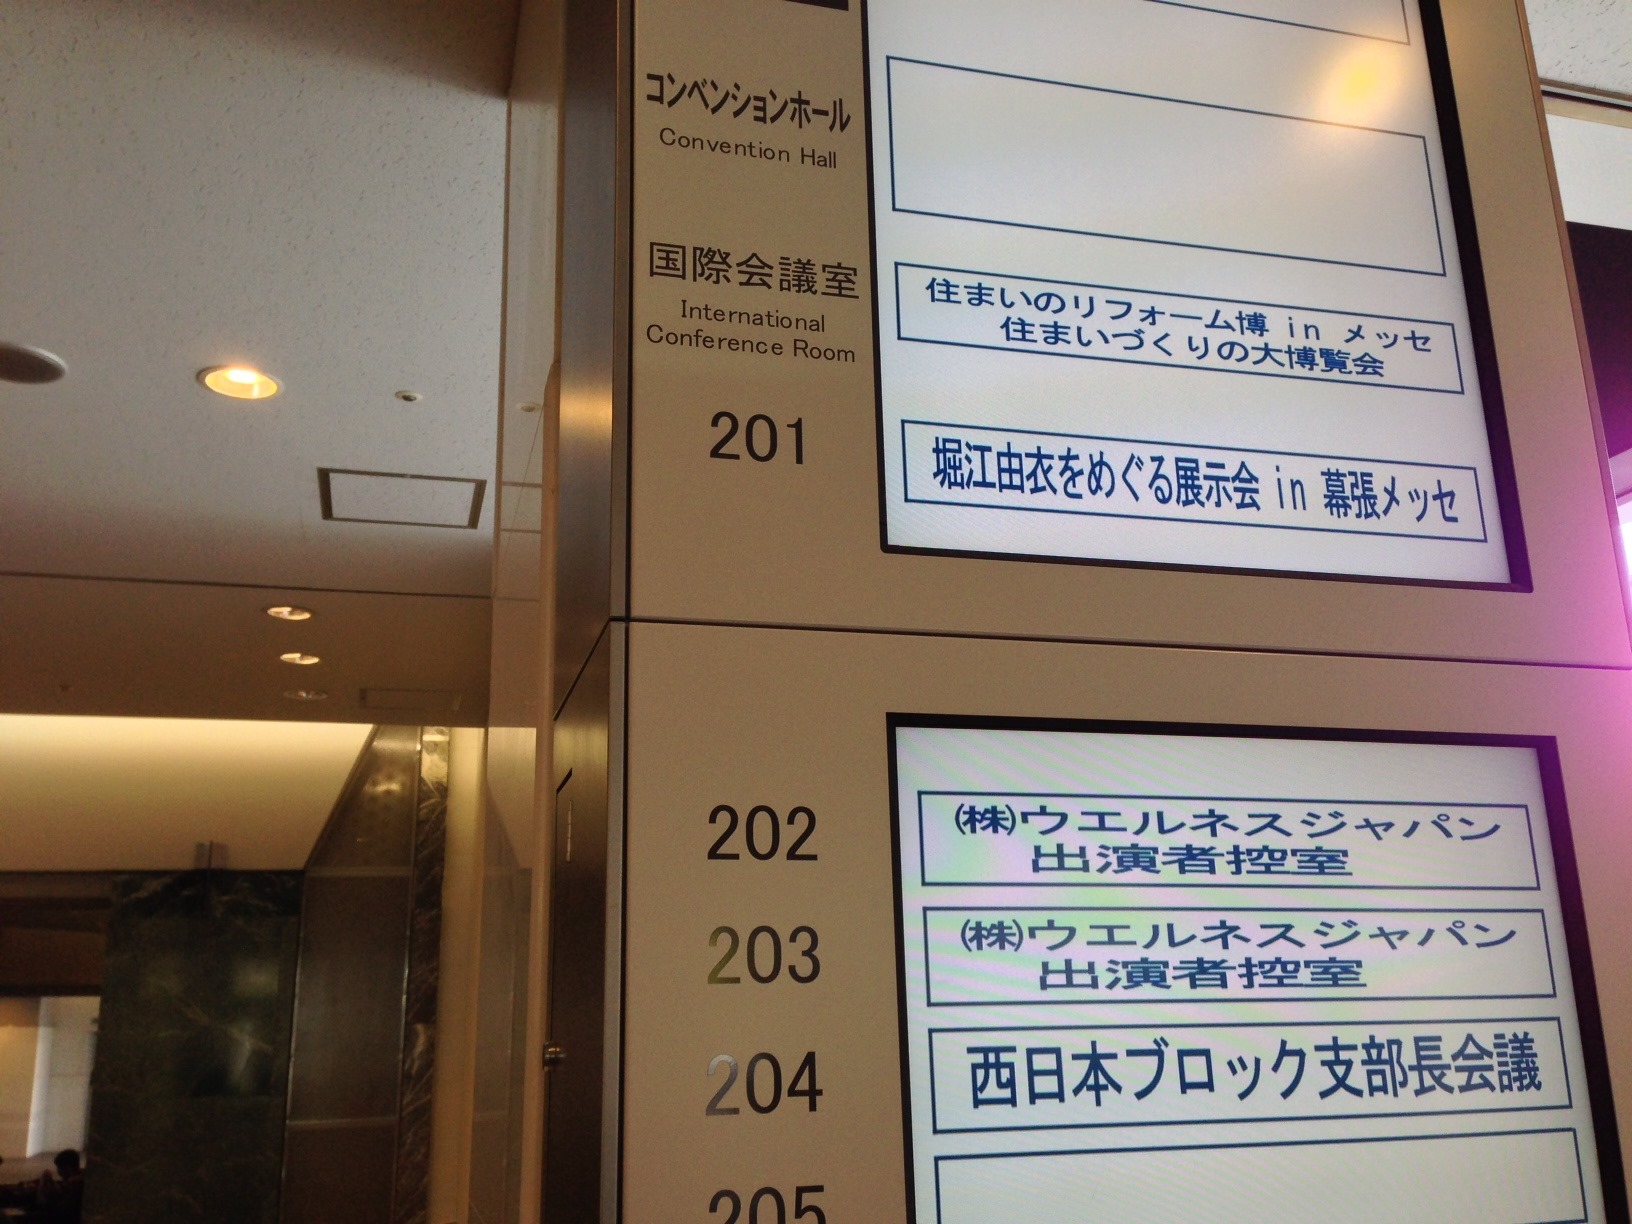 コンベンションホール
Convention Hall
国際会議室
International
Conference Room
住まいのリフォーム博 in メッセ
住まいづくりの大博覧会
201
堀江由衣をめぐる展示会 in 幕張メッセ
202
㈱ウエルネスジャパン
出演者控室
203
㈱ウエルネスジャパン
出演者控室
204
西日本ブロック支部長会議
205